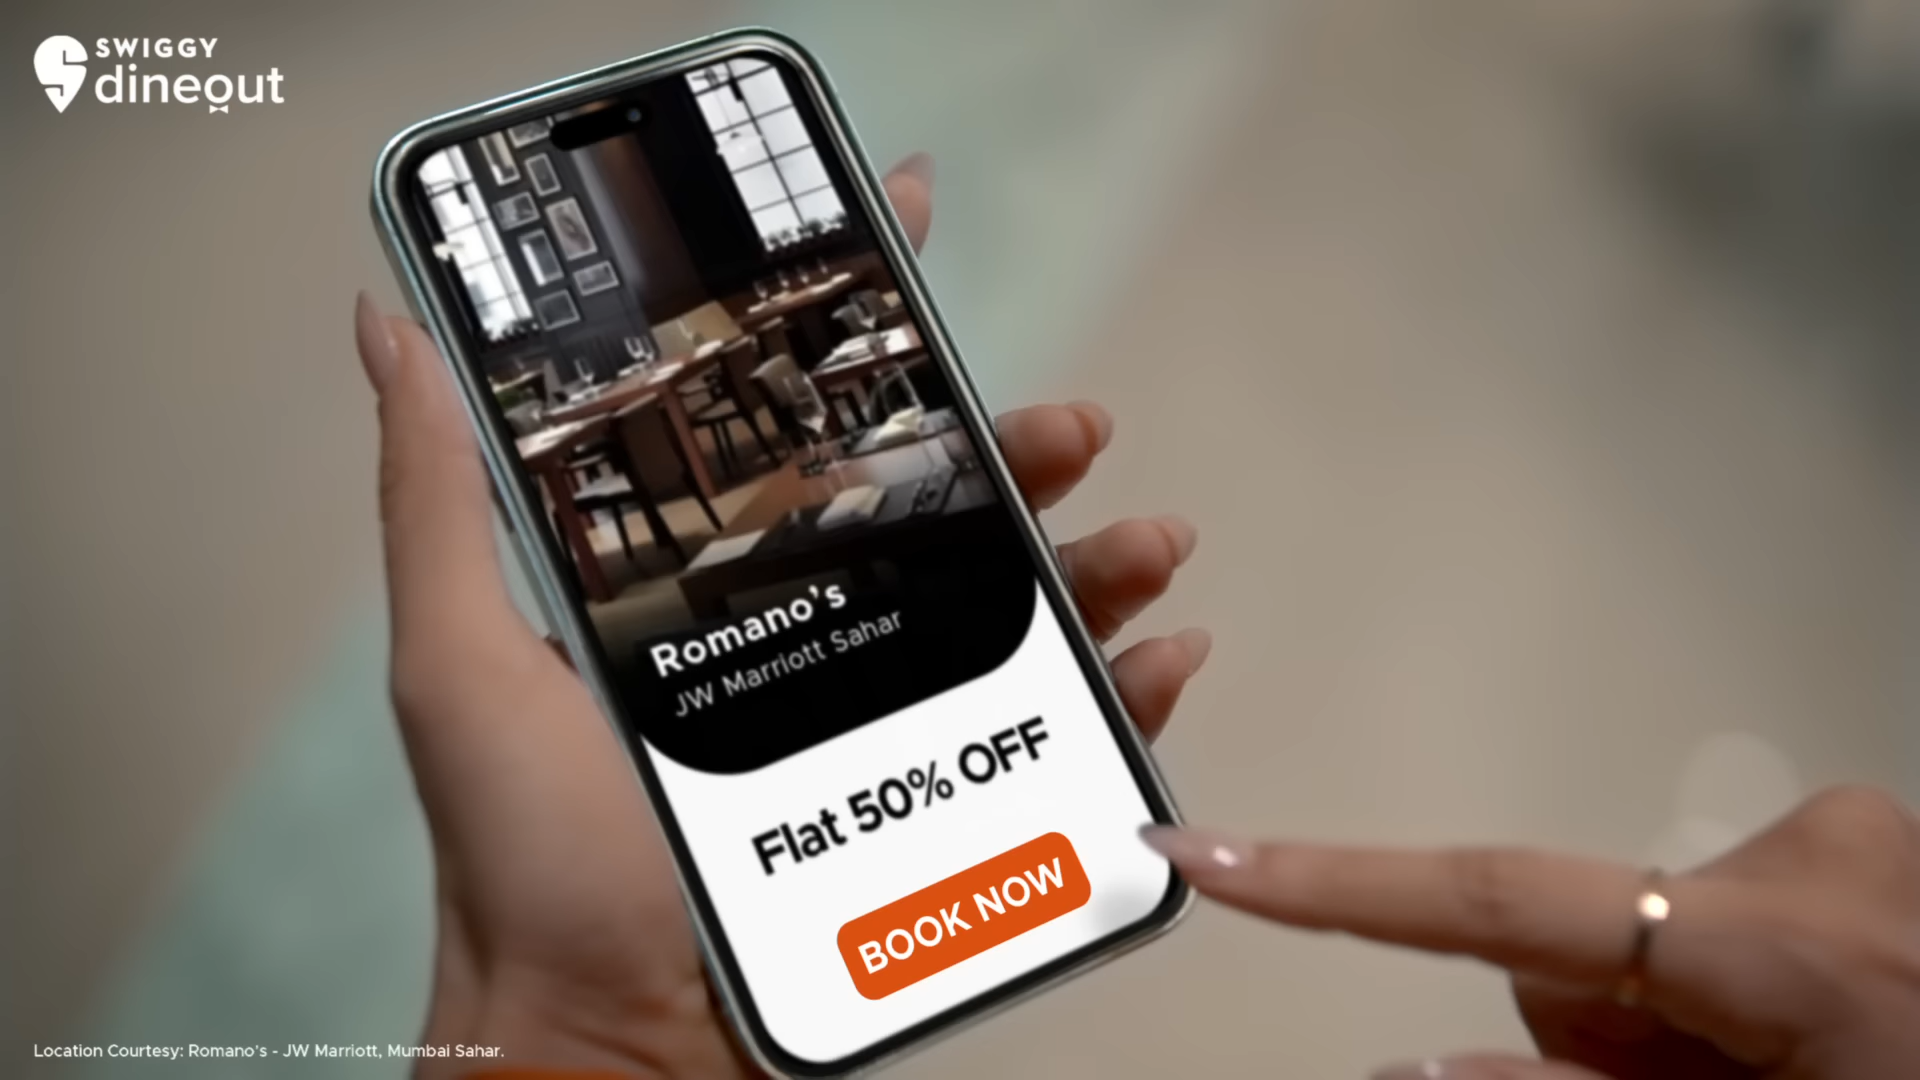 SWIGGY
dineout
Romano's
JW Marriott Sahar
Flat 50% OFF
BOOK NOW
Location Courtesy: Romano's - JW Marriott, Mumbai Sahar.